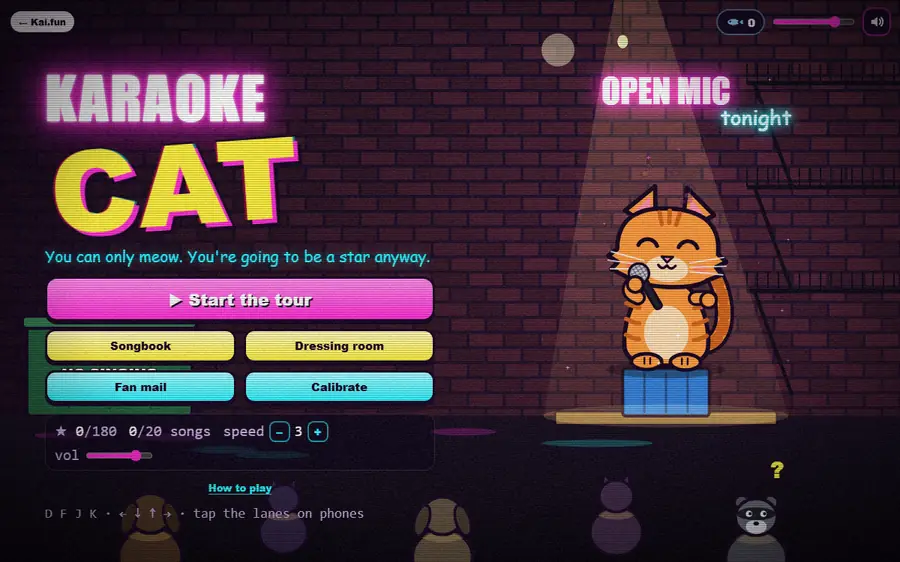 ← Kai.fun
0
KARAOKE
CAT
OPEN MIC
tonight
You can only meow. You're going to be a star anyway.
▶ Start the tour
Songbook
Dressing room
Fan mail
Calibrate
★ 0/180 0/20 songs speed − 3 +
vol
How to play
D F J K · ← ↓ ↑ → · tap the lanes on phones
?